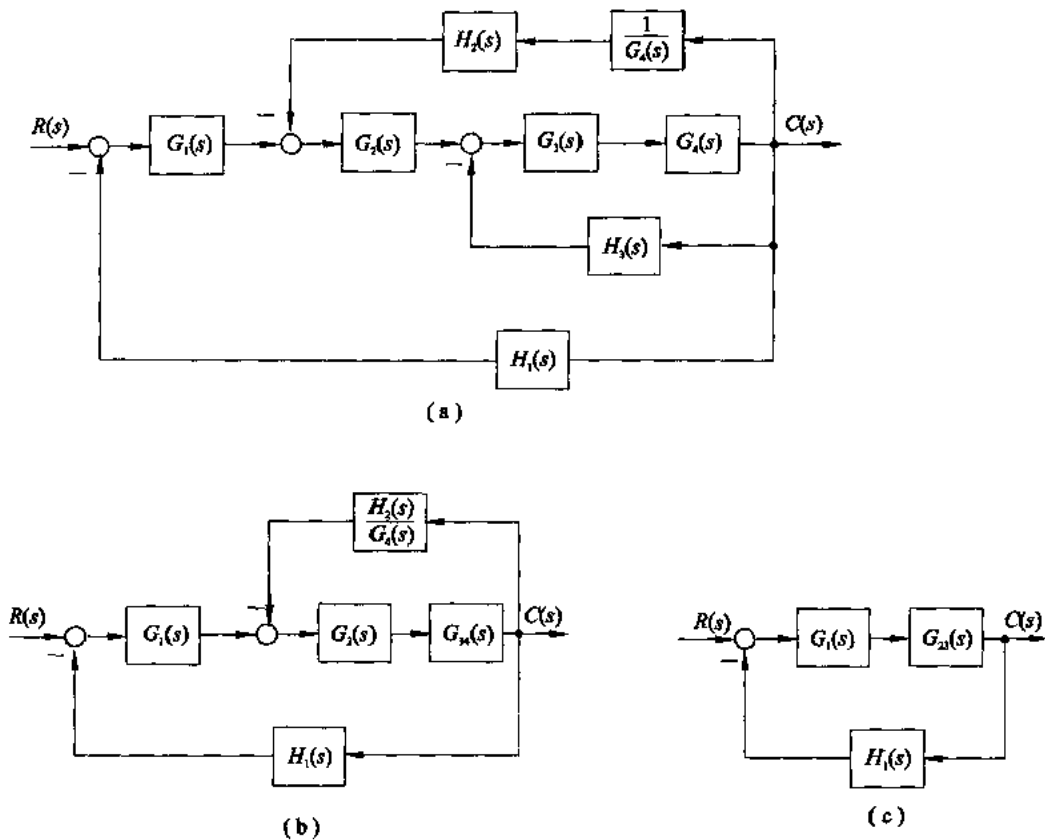 H₂(s)
1
G₄(s)
R(s)
G₁(s)
−
G₂(s)
G₃(s)
G₄(s)
C(s)
−
−
H₃(s)
H₁(s)
(a)
H₂(s)
G₄(s)
R(s)
G₁(s)
−
G₂(s)
G₃₄(s)
C(s)
−
H₁(s)
(b)
R(s)
G₁(s)
G₂₃(s)
C(s)
−
H₁(s)
(c)